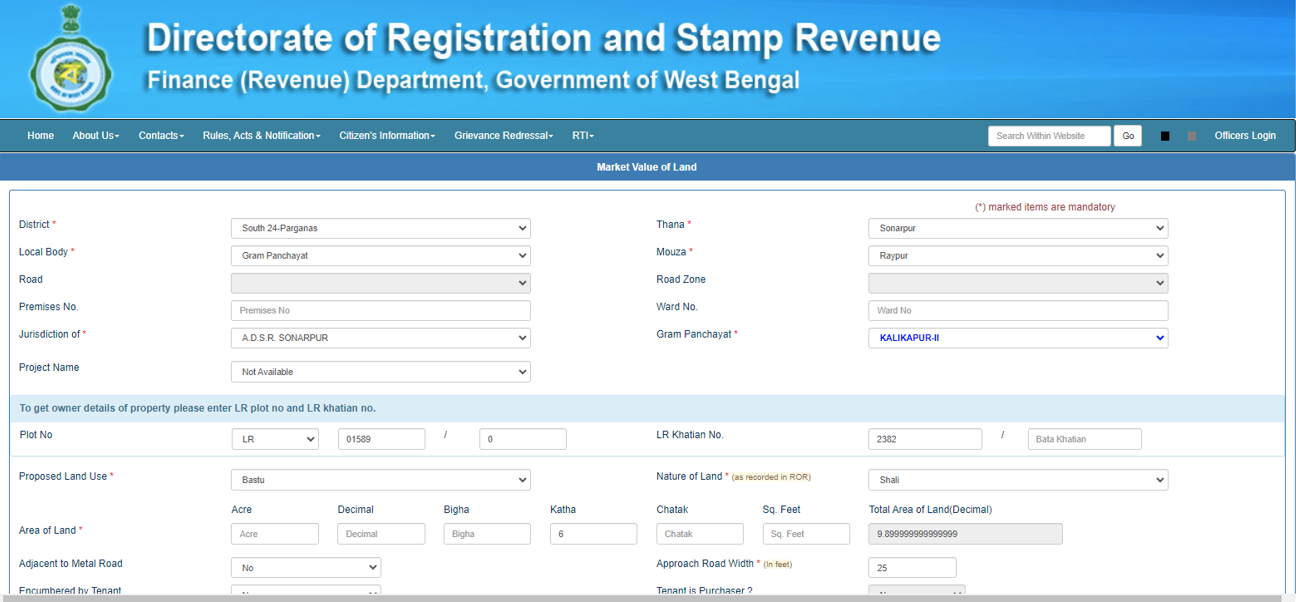 Directorate of Registration and Stamp Revenue
Finance (Revenue) Department, Government of West Bengal
Home About Us Contacts Rules, Acts & Notification Citizen's Information Grievance Redressal RTI Search Within Website Go Officers Login
Market Value of Land
(*) marked items are mandatory
District * South 24-Parganas Thana * Sonarpur
Local Body * Gram Panchayat Mouza * Raypur
Road Road Zone
Premises No. Premises No Ward No. Ward No
Jurisdiction of * A.D.S.R. SONARPUR Gram Panchayat * KALIKAPUR-II
Project Name Not Available
To get owner details of property please enter LR plot no and LR khatian no.
Plot No LR 01589 / 0 LR Khatian No. 2382 / Bata Khatian
Proposed Land Use * Bastu Nature of Land * (as recorded in ROR) Shali
Acre Decimal Bigha Katha Chatak Sq. Feet Total Area of Land(Decimal)
Area of Land * Acre Decimal Bigha 6 Chatak Sq. Feet 9.899999999999999
Adjacent to Metal Road No Approach Road Width * (In feet) 25
Encumbered by Tenant Tenant is Purchaser ?